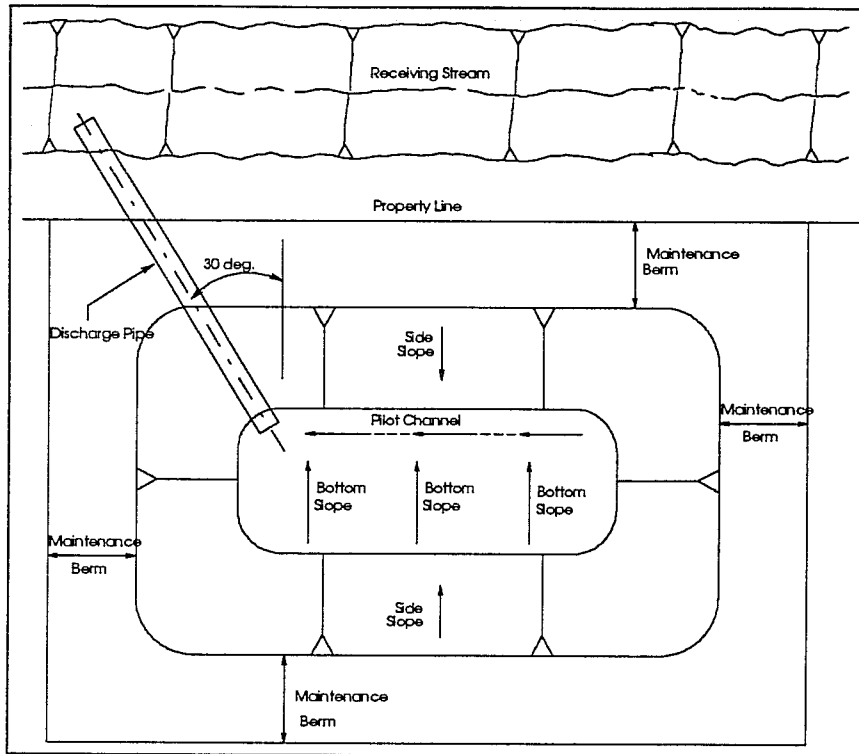 Receiving Stream
Property Line
30 deg.
Maintenance
Berm
Discharge Pipe
Side
Slope
Maintenance
Berm
Pilot Channel
Bottom
Slope
Bottom
Slope
Bottom
Slope
Maintenance
Berm
Side
Slope
Maintenance
Berm